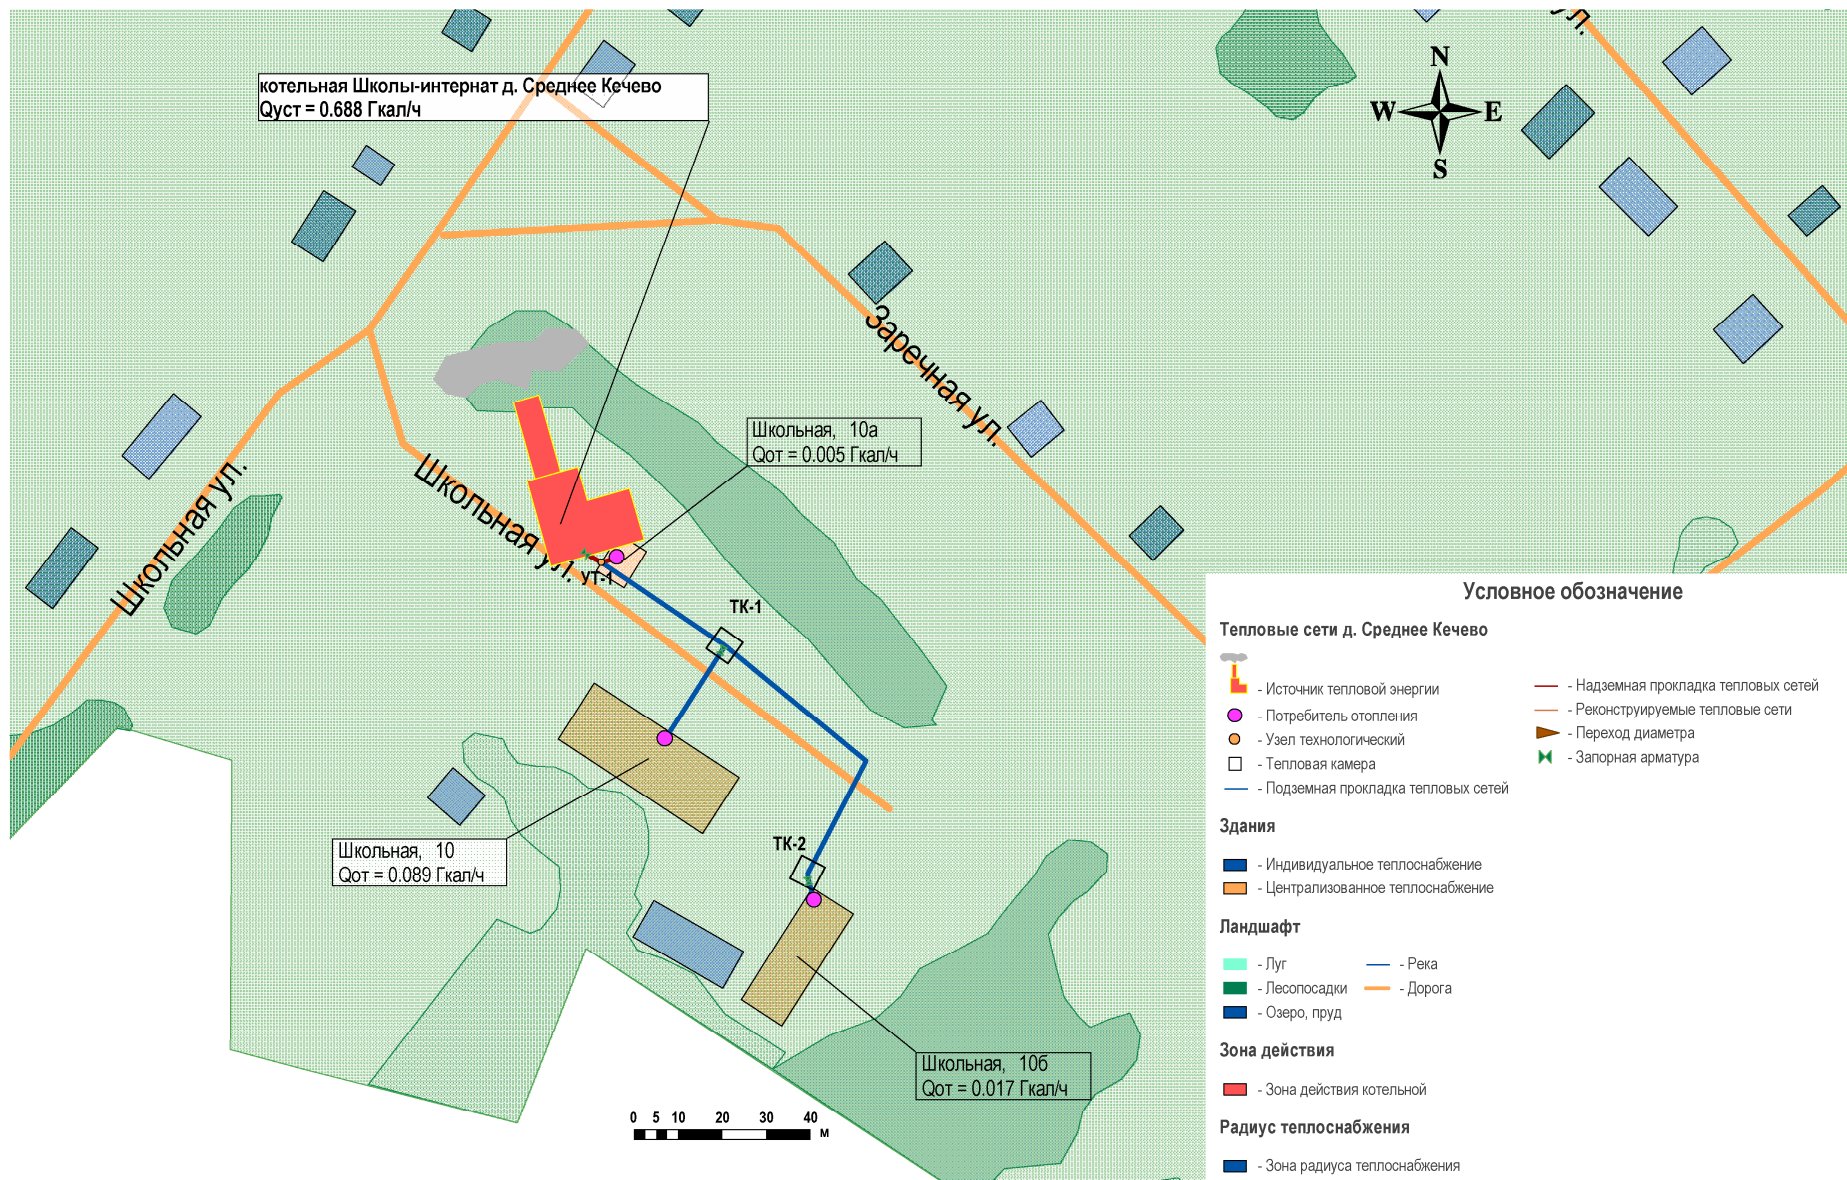 ул.
N
W E
S
котельная Школы-интернат д. Среднее Кечево
Qуст = 0.688 Гкал/ч
Заречная ул.
Школьная, 10а
Qот = 0.005 Гкал/ч
Школьная ул.
Школьная ул.
УТ-1
ТК-1
ТК-2
Школьная, 10
Qот = 0.089 Гкал/ч
Школьная, 10б
Qот = 0.017 Гкал/ч
0 5 10 20 30 40
м
Условное обозначение
Тепловые сети д. Среднее Кечево
- Источник тепловой энергии
- Потребитель отопления
- Узел технологический
- Тепловая камера
- Подземная прокладка тепловых сетей
- Надземная прокладка тепловых сетей
- Реконструируемые тепловые сети
- Переход диаметра
- Запорная арматура
Здания
- Индивидуальное теплоснабжение
- Централизованное теплоснабжение
Ландшафт
- Луг
- Лесопосадки
- Озеро, пруд
- Река
- Дорога
Зона действия
- Зона действия котельной
Радиус теплоснабжения
- Зона радиуса теплоснабжения